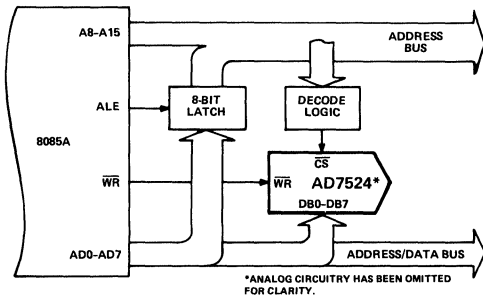 A8-A15
ADDRESS
BUS
ALE
8-BIT
LATCH
DECODE
LOGIC
8085A
CS
WR
WR
AD7524*
DB0-DB7
AD0-AD7
ADDRESS/DATA BUS
*ANALOG CIRCUITRY HAS BEEN OMITTED
FOR CLARITY.